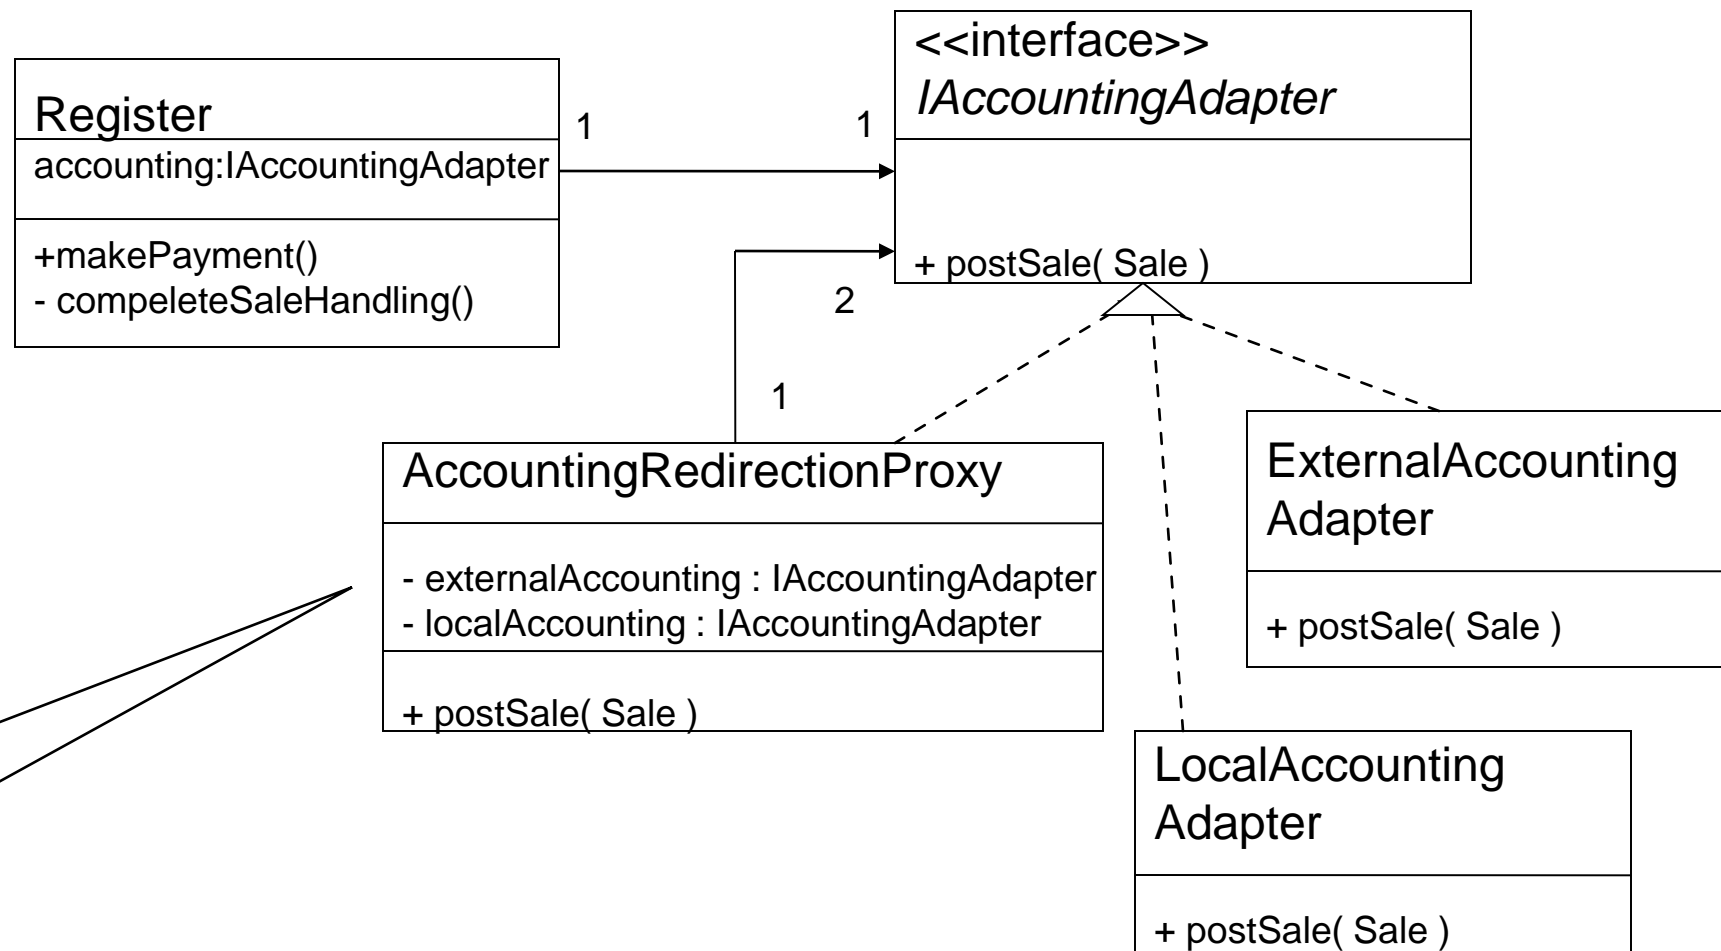 Register
accounting:IAccountingAdapter
+makePayment()
- compeleteSaleHandling()
1
1
<<interface>>
IAccountingAdapter
+ postSale( Sale )
2
1
AccountingRedirectionProxy
- externalAccounting : IAccountingAdapter
- localAccounting : IAccountingAdapter
+ postSale( Sale )
ExternalAccounting
Adapter
+ postSale( Sale )
LocalAccounting
Adapter
+ postSale( Sale )